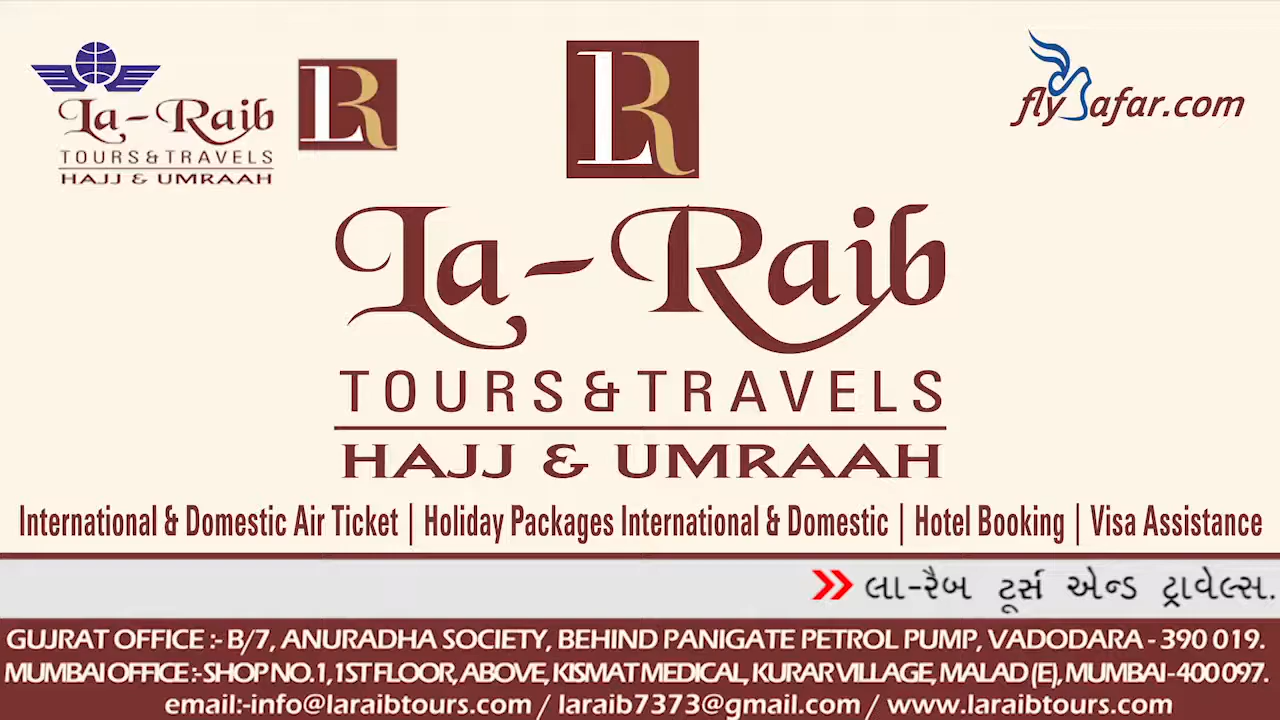 La-Raib
TOURS & TRAVELS
HAJJ & UMRAAH
LR
LR
flySafar.com
La-Raib
TOURS & TRAVELS
HAJJ & UMRAAH
International & Domestic Air Ticket | Holiday Packages International & Domestic | Hotel Booking | Visa Assistance
લા-રૈબ ટૂર્સ એન્ડ ટ્રાવેલ્સ.
GUJRAT OFFICE :- B/7, ANURADHA SOCIETY, BEHIND PANIGATE PETROL PUMP, VADODARA - 390 019.
MUMBAI OFFICE :- SHOP NO. 1, 1ST FLOOR, ABOVE, KISMAT MEDICAL, KURAR VILLAGE, MALAD (E), MUMBAI - 400 097.
email:-info@laraibtours.com / laraib7373@gmail.com / www.laraibtours.com